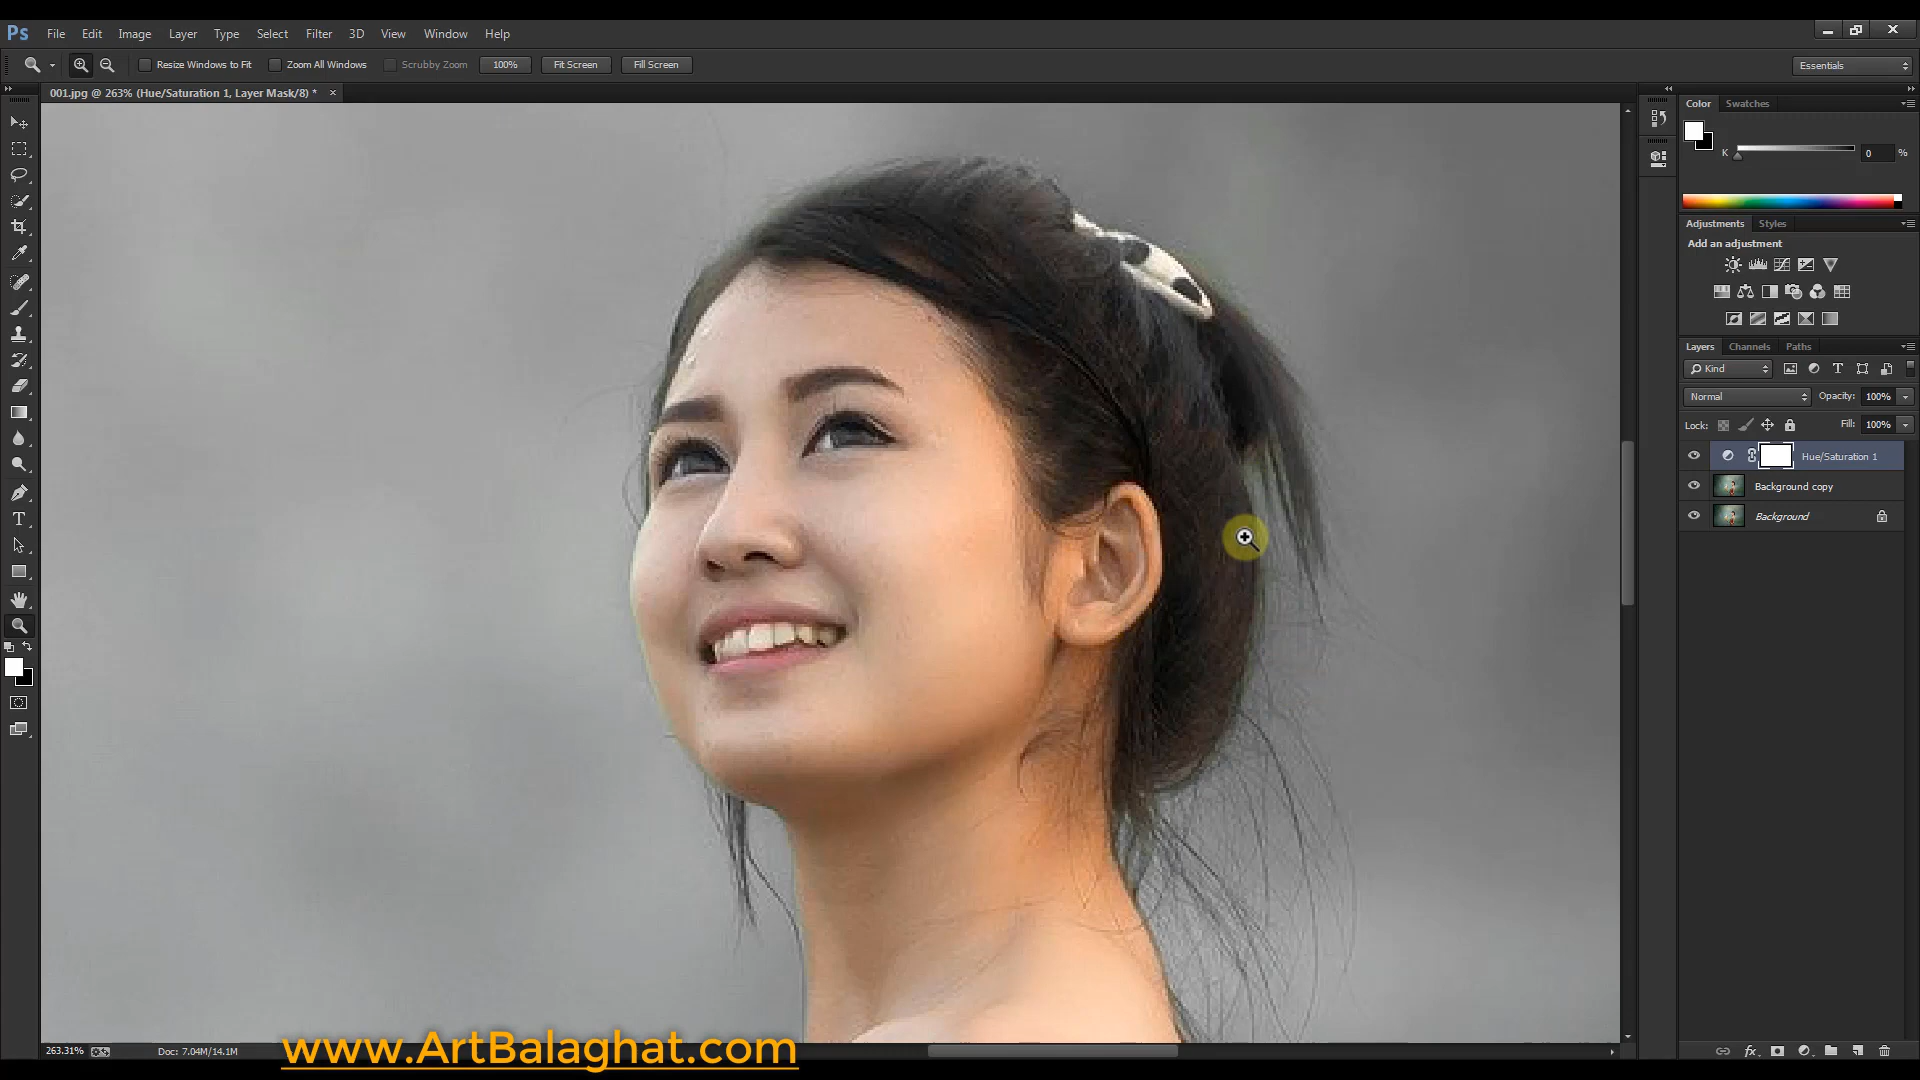 Ps File Edit Image Layer Type Select Filter 3D View Window Help
Resize Windows to Fit Zoom All Windows Scrubby Zoom 100% Fit Screen Fill Screen Essentials
001.jpg @ 263% (Hue/Saturation 1, Layer Mask/8) *
Color Swatches
K 0 %
Adjustments Styles
Add an adjustment
Layers Channels Paths
Kind
Normal Opacity: 100%
Lock: Fill: 100%
Hue/Saturation 1
Background copy
Background
263.31% Doc: 7.04M/14.1M
www.ArtBalaghat.com